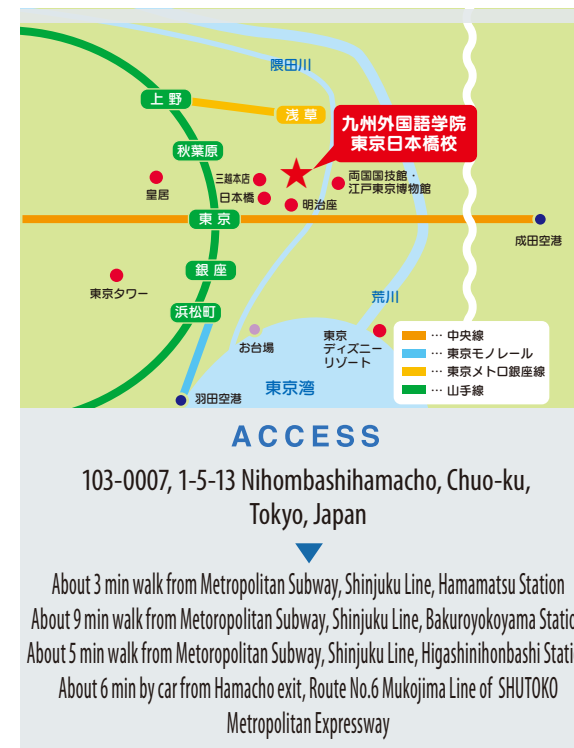 隅田川
上野
浅草
九州外国語学院
東京日本橋校
秋葉原
三越本店
両国国技館・
江戸東京博物館
皇居
日本橋
明治座
東京
成田空港
銀座
東京タワー
荒川
浜松町
お台場
東京
ディズニー
リゾート
… 中央線
… 東京モノレール
… 東京メトロ銀座線
… 山手線
東京湾
羽田空港
ACCESS
103-0007, 1-5-13 Nihombashihamacho, Chuo-ku,
Tokyo, Japan
About 3 min walk from Metropolitan Subway, Shinjuku Line, Hamamatsu Station
About 9 min walk from Metoropolitan Subway, Shinjuku Line, Bakuroyokoyama Static
About 5 min walk from Metoropolitan Subway, Shinjuku Line, Higashinihonbashi Stati
About 6 min by car from Hamacho exit, Route No.6 Mukojima Line of SHUTOKO
Metropolitan Expressway